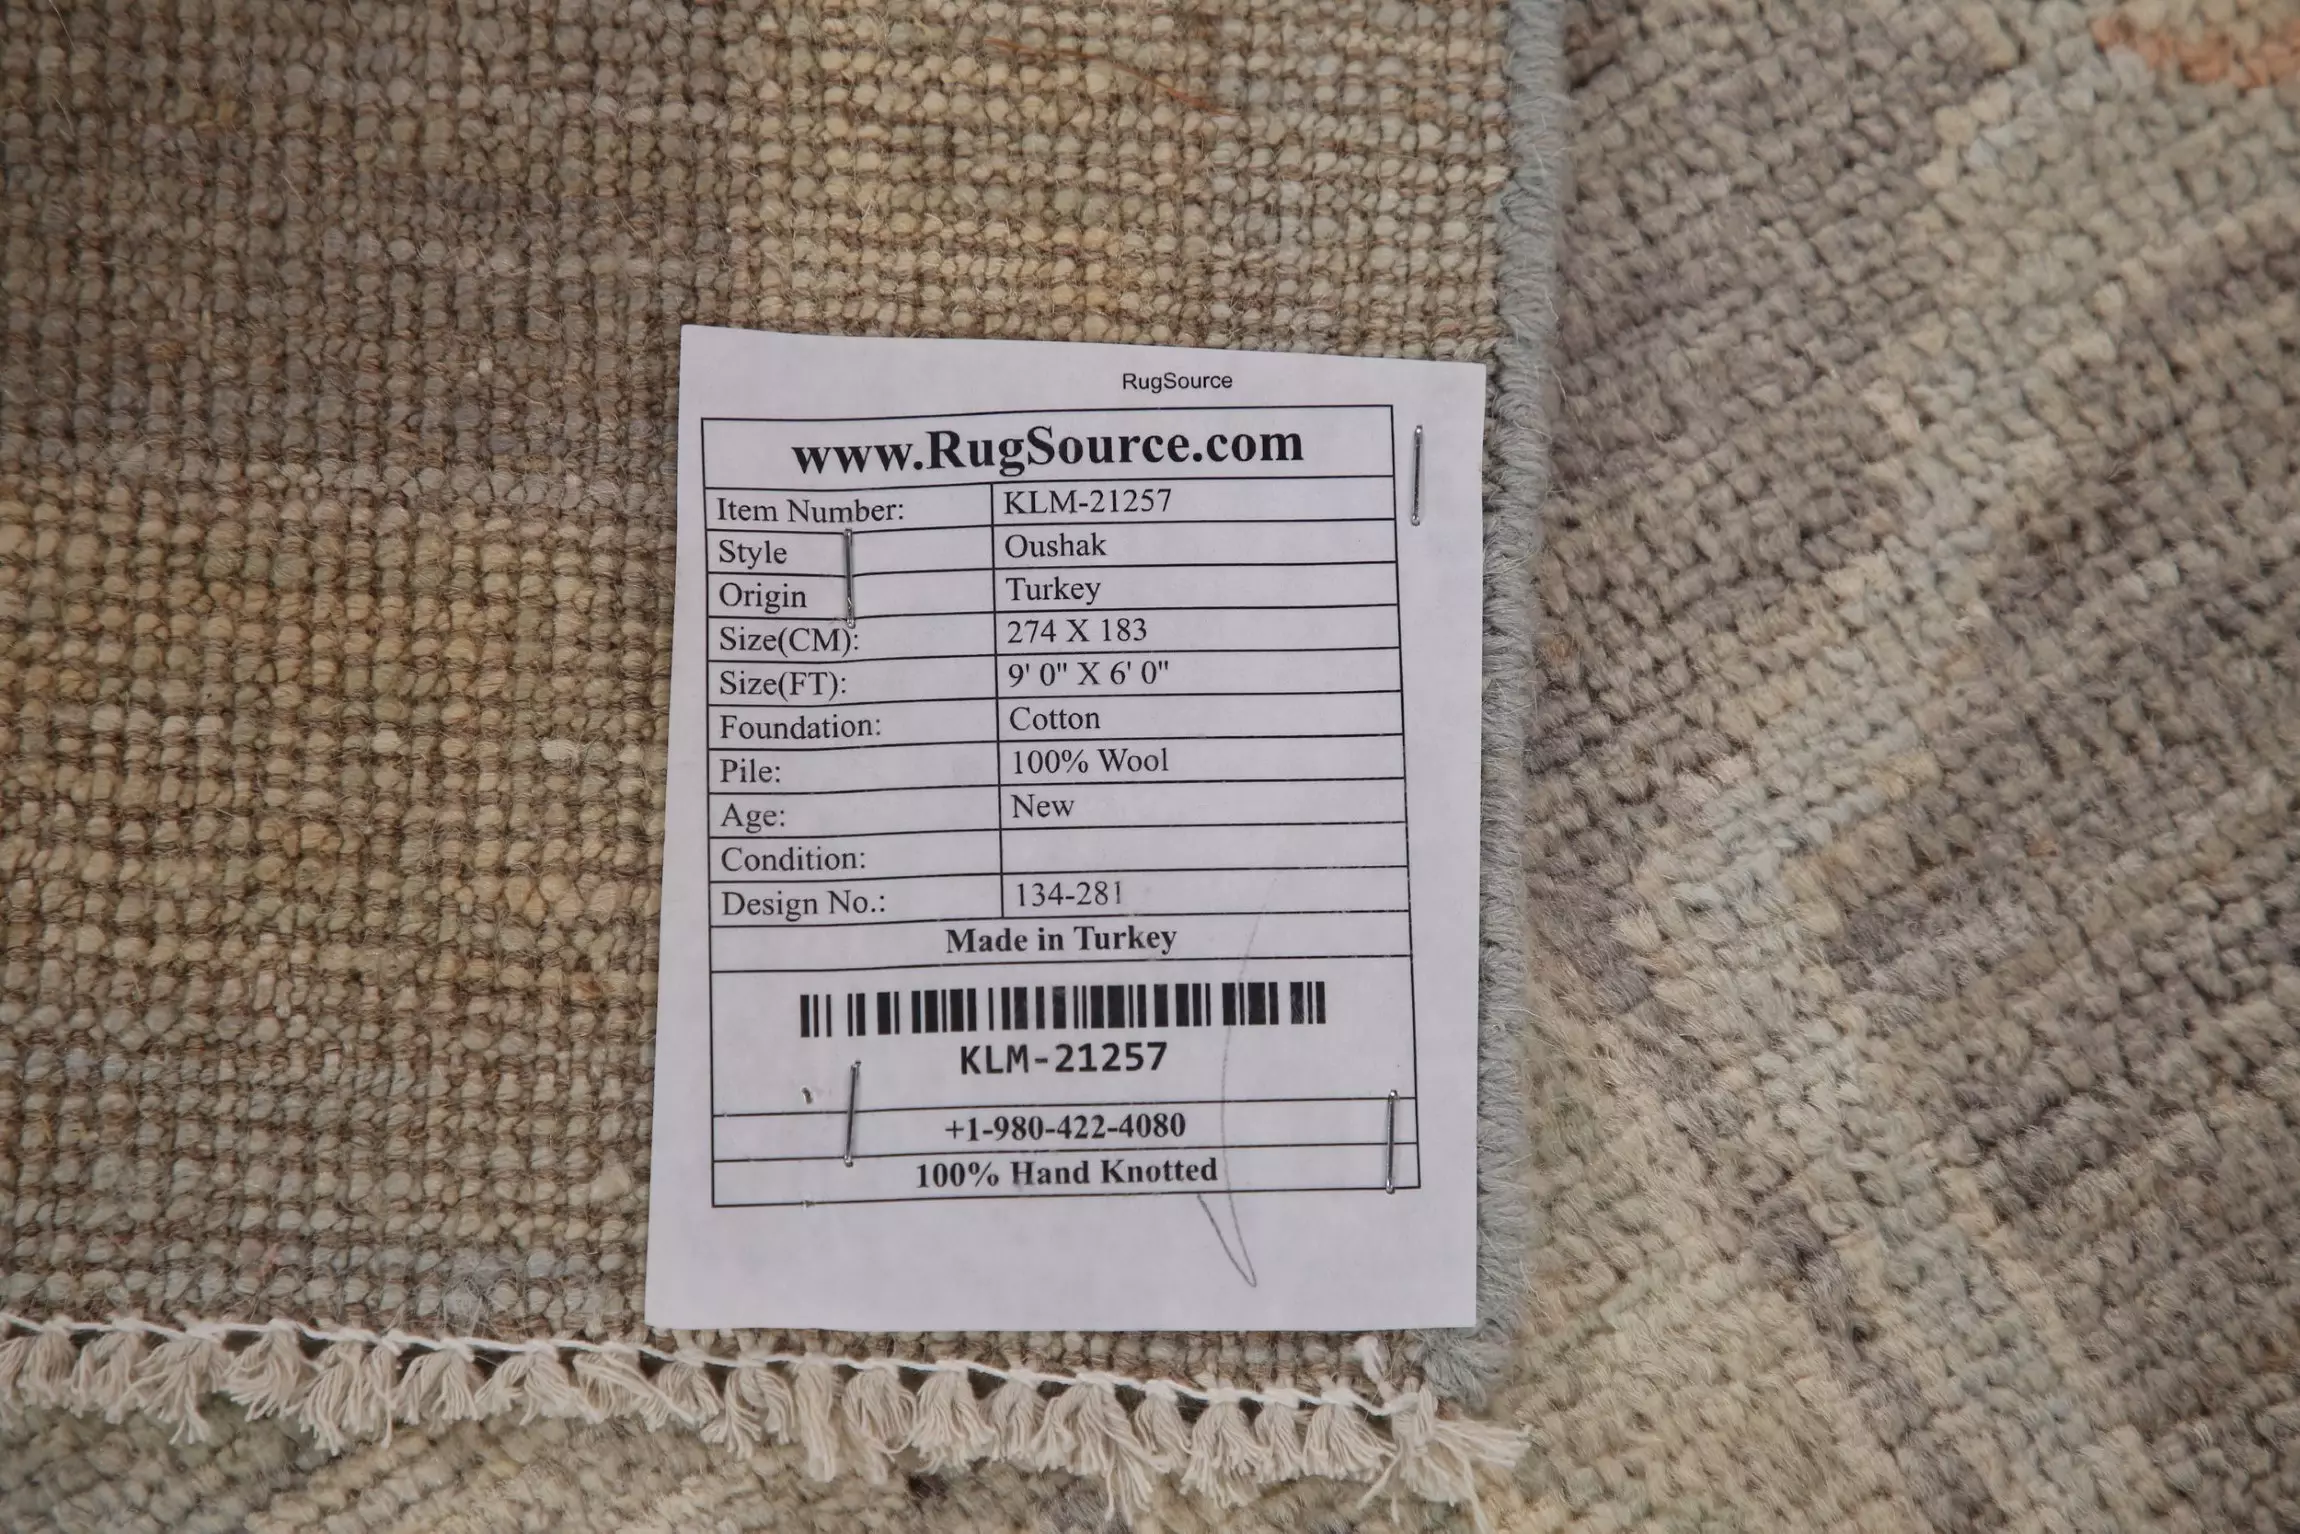 RugSource
www.RugSource.com
Item Number: KLM-21257
Style Oushak
Origin Turkey
Size(CM): 274 X 183
Size(FT): 9' 0" X 6' 0"
Foundation: Cotton
Pile: 100% Wool
Age: New
Condition:
Design No.: 134-281
Made in Turkey
KLM-21257
+1-980-422-4080
100% Hand Knotted